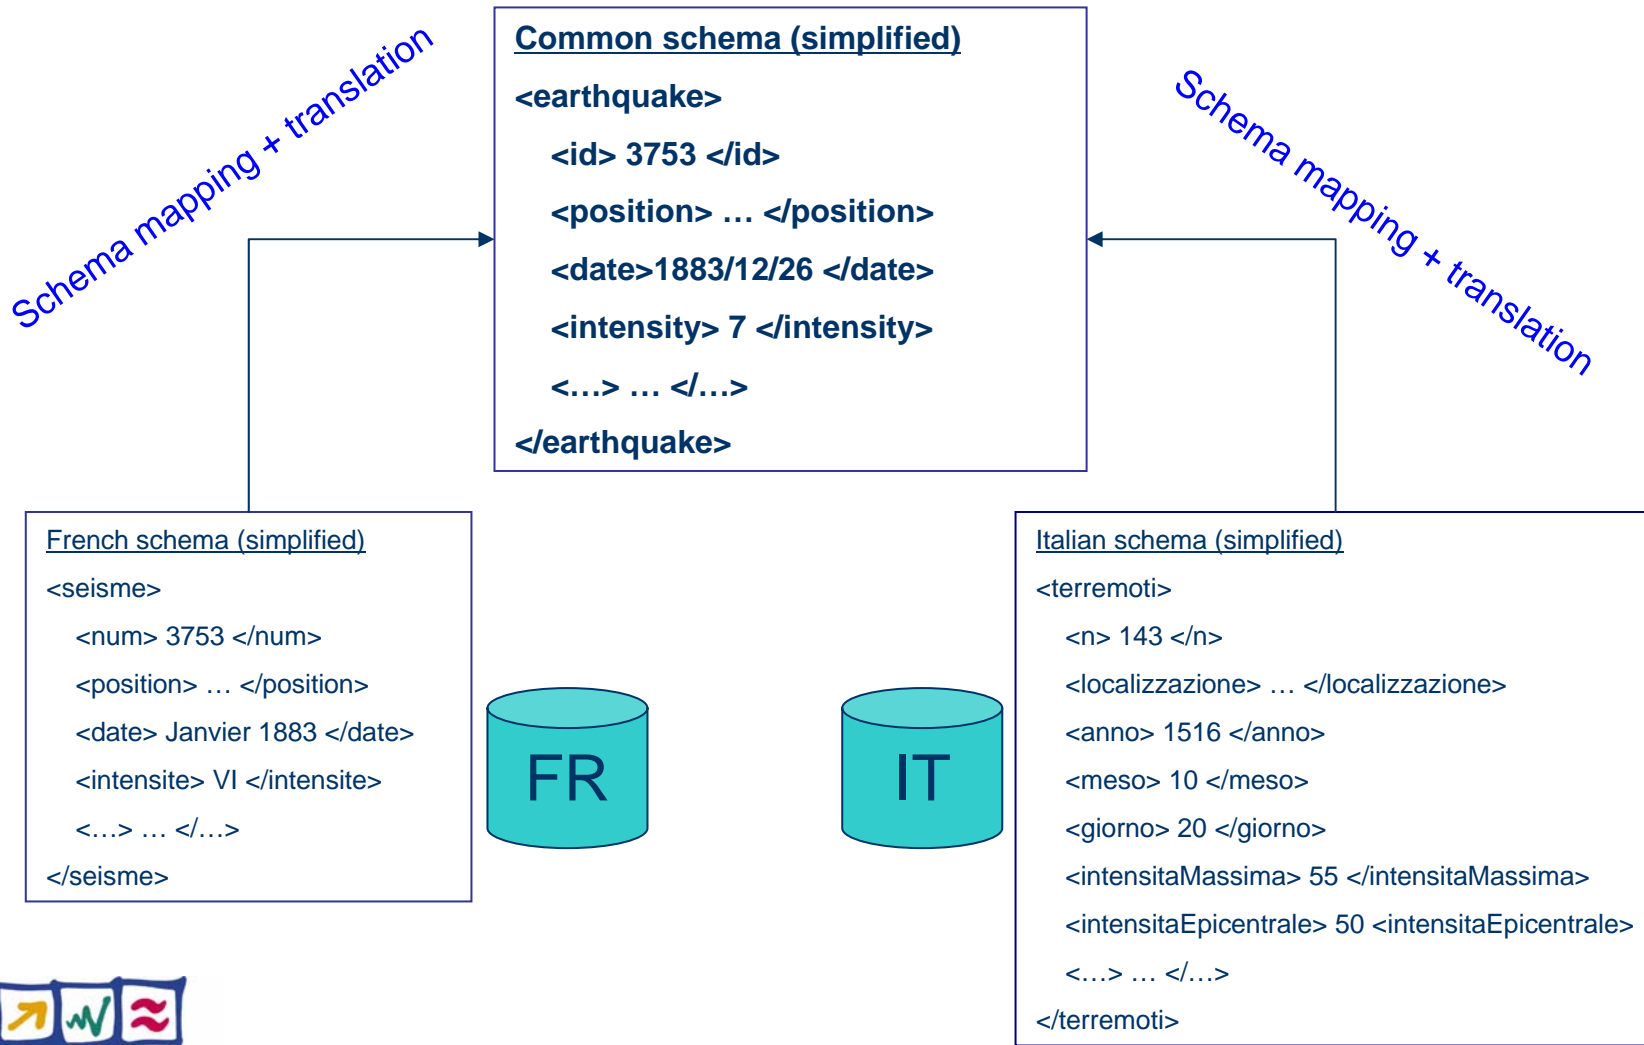 Schema mapping + translation
Common schema (simplified)
<earthquake>
<id> 3753 </id>
<position> … </position>
<date>1883/12/26 </date>
<intensity> 7 </intensity>
<…> … </…>
</earthquake>
Schema mapping + translation
French schema (simplified)
<seisme>
<num> 3753 </num>
<position> … </position>
<date> Janvier 1883 </date>
<intensite> VI </intensite>
<…> … </…>
</seisme>
FR
IT
Italian schema (simplified)
<terremoti>
<n> 143 </n>
<localizzazione> … </localizzazione>
<anno> 1516 </anno>
<meso> 10 </meso>
<giorno> 20 </giorno>
<intensitaMassima> 55 </intensitaMassima>
<intensitaEpicentrale> 50 <intensitaEpicentrale>
<…> … </…>
</terremoti>